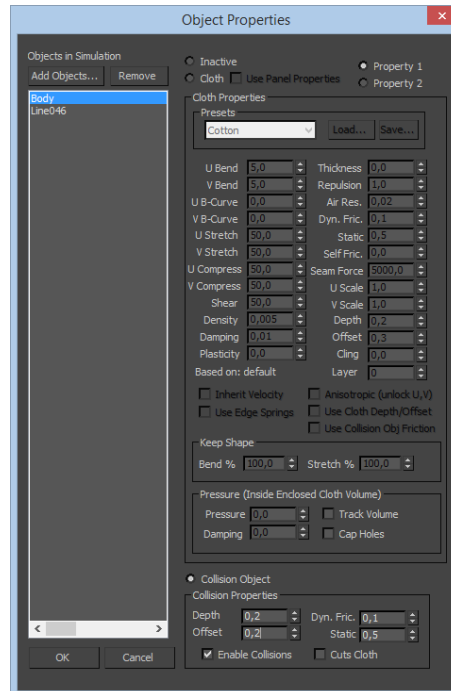 Object Properties
Objects in Simulation
Add Objects... Remove
Body
Line046
OK Cancel
Inactive
Cloth Use Panel Properties
Property 1
Property 2
Cloth Properties
Presets
Cotton Load... Save...
U Bend 5,0 Thickness 0,0
V Bend 5,0 Repulsion 1,0
U B-Curve 0,0 Air Res. 0,02
V B-Curve 0,0 Dyn. Fric. 0,1
U Stretch 50,0 Static 0,5
V Stretch 50,0 Self Fric. 0,0
U Compress 50,0 Seam Force 5000,0
V Compress 50,0 U Scale 1,0
Shear 50,0 V Scale 1,0
Density 0,005 Depth 0,2
Damping 0,01 Offset 0,3
Plasticity 0,0 Cling 0,0
Based on: default Layer 0
Inherit Velocity Anisotropic (unlock U,V)
Use Edge Springs Use Cloth Depth/Offset
Use Collision Obj Friction
Keep Shape
Bend % 100,0 Stretch % 100,0
Pressure (Inside Enclosed Cloth Volume)
Pressure 0,0 Track Volume
Damping 0,0 Cap Holes
Collision Object
Collision Properties
Depth 0,2 Dyn. Fric. 0,1
Offset 0,2 Static 0,5
Enable Collisions Cuts Cloth